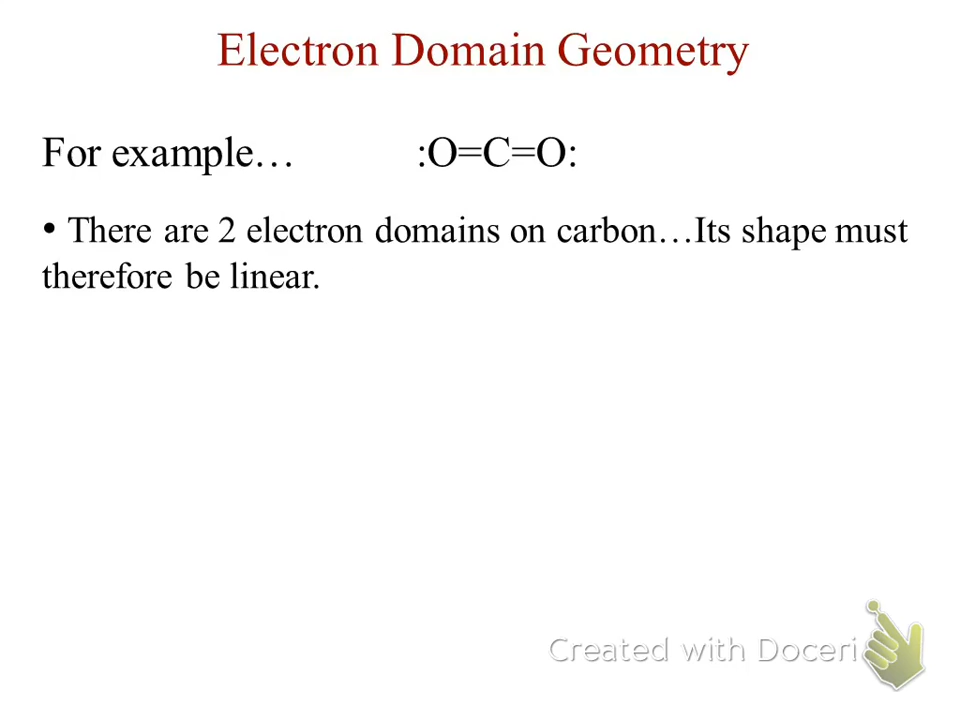 Electron Domain Geometry
For example… :O=C=O:
• There are 2 electron domains on carbon…Its shape must
therefore be linear.
Created with Doceri